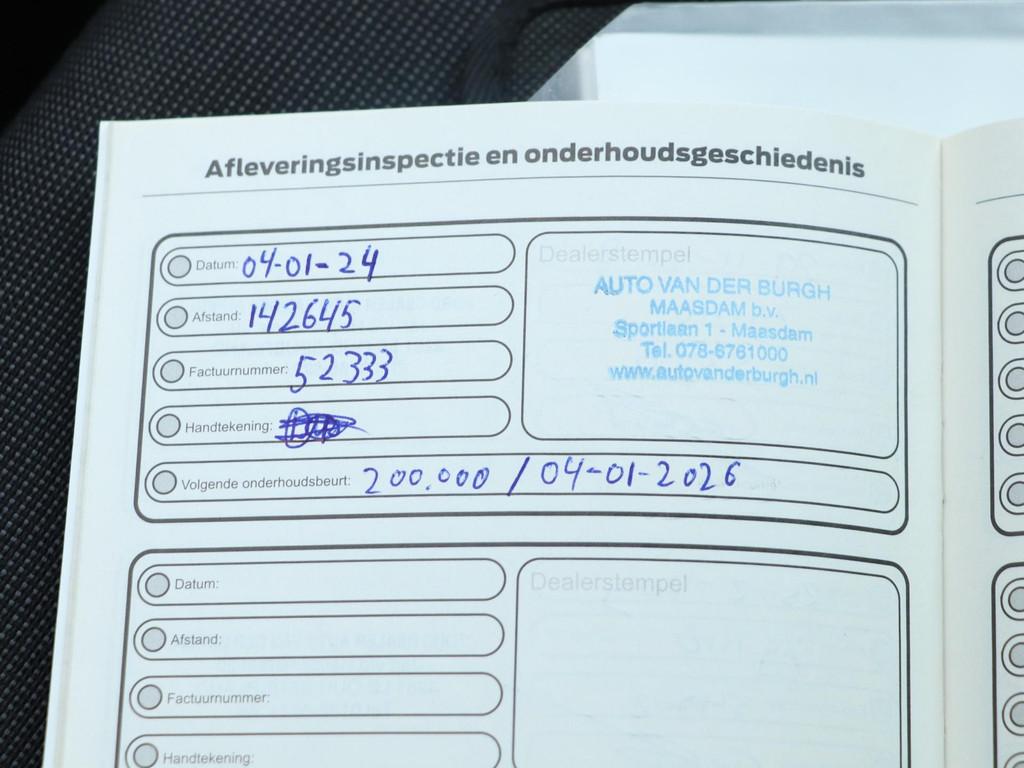 Afleveringsinspectie en onderhoudsgeschiedenis
Datum: 04-01-24
Afstand: 142645
Factuurnummer: 52333
Handtekening:
Volgende onderhoudsbeurt: 200.000 / 04-01-2026
Dealerstempel
AUTO VAN DER BURGH
MAASDAM b.v.
Sportlaan 1 - Maasdam
Tel. 078-6761000
www.autovanderburgh.nl
Datum:
Afstand:
Factuurnummer:
Handtekening:
Dealerstempel